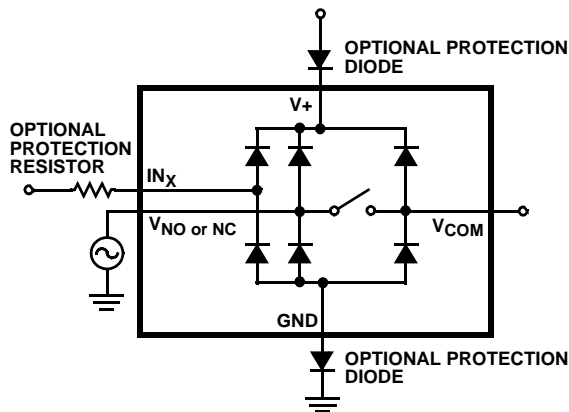 OPTIONAL PROTECTION
DIODE
V+
OPTIONAL
PROTECTION
RESISTOR
INX
VNO or NC
VCOM
GND
OPTIONAL PROTECTION
DIODE